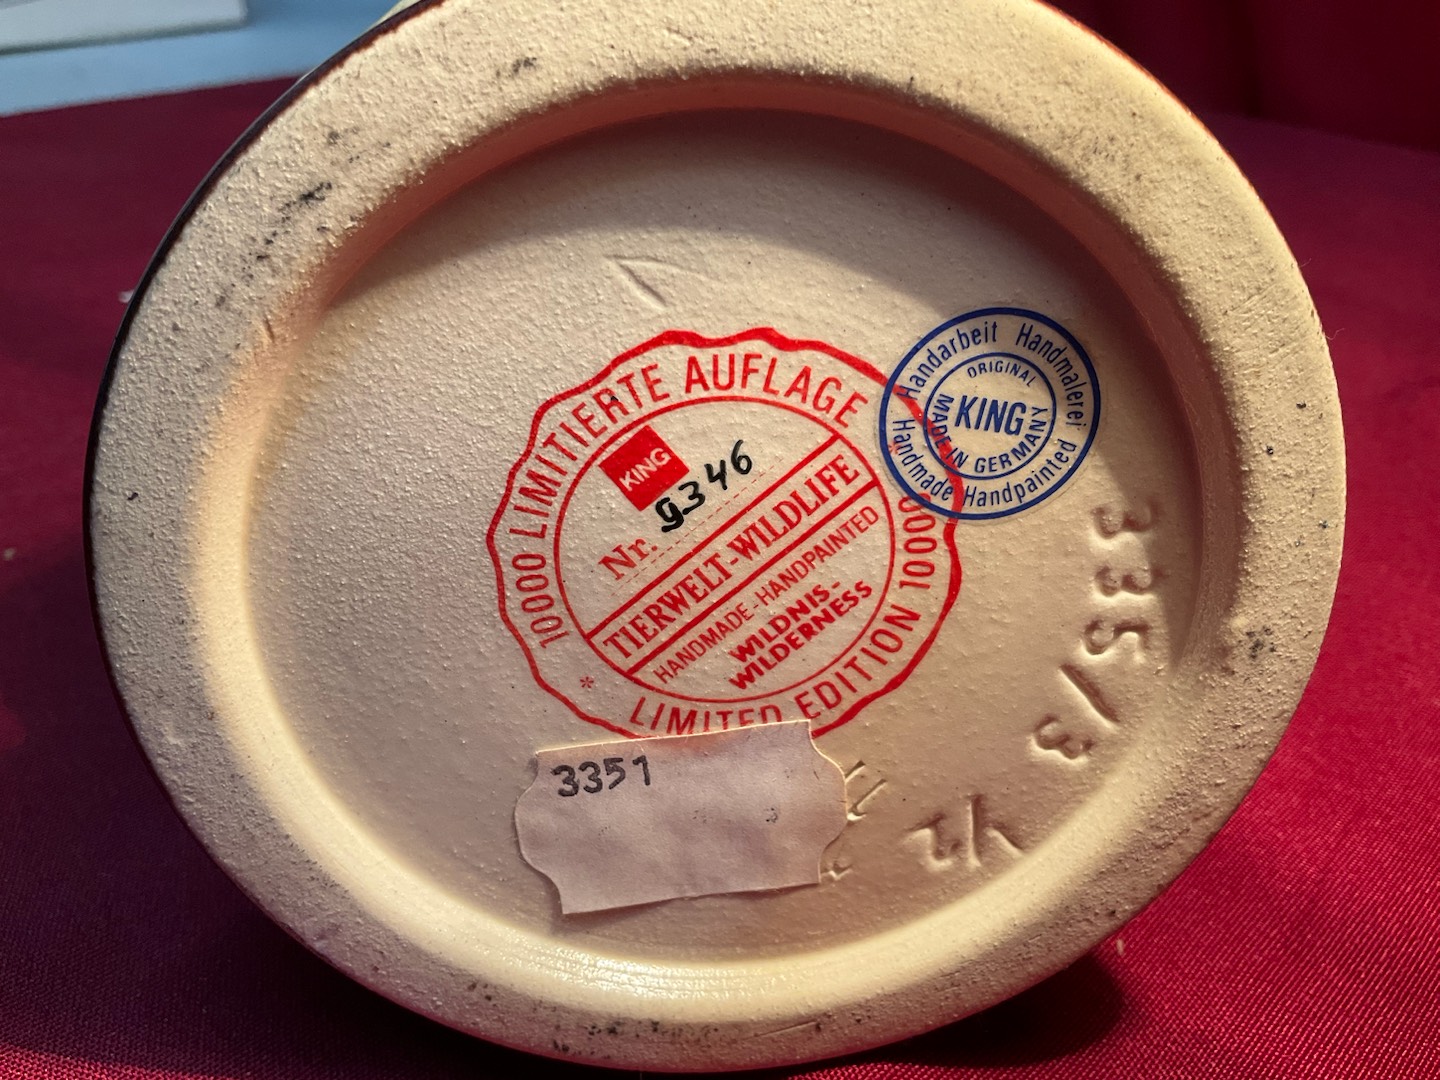 10000 LIMITIERTE AUFLAGE 10000
KING
Nr. 9346
TIERWELT-WILDLIFE
HANDMADE-HANDPAINTED
WILDNIS-
WILDERNESS
* LIMITED EDITION
Handarbeit Handmalerei
ORIGINAL
KING
MADE IN GERMANY
Handmade Handpainted
335/3
1/2
3351